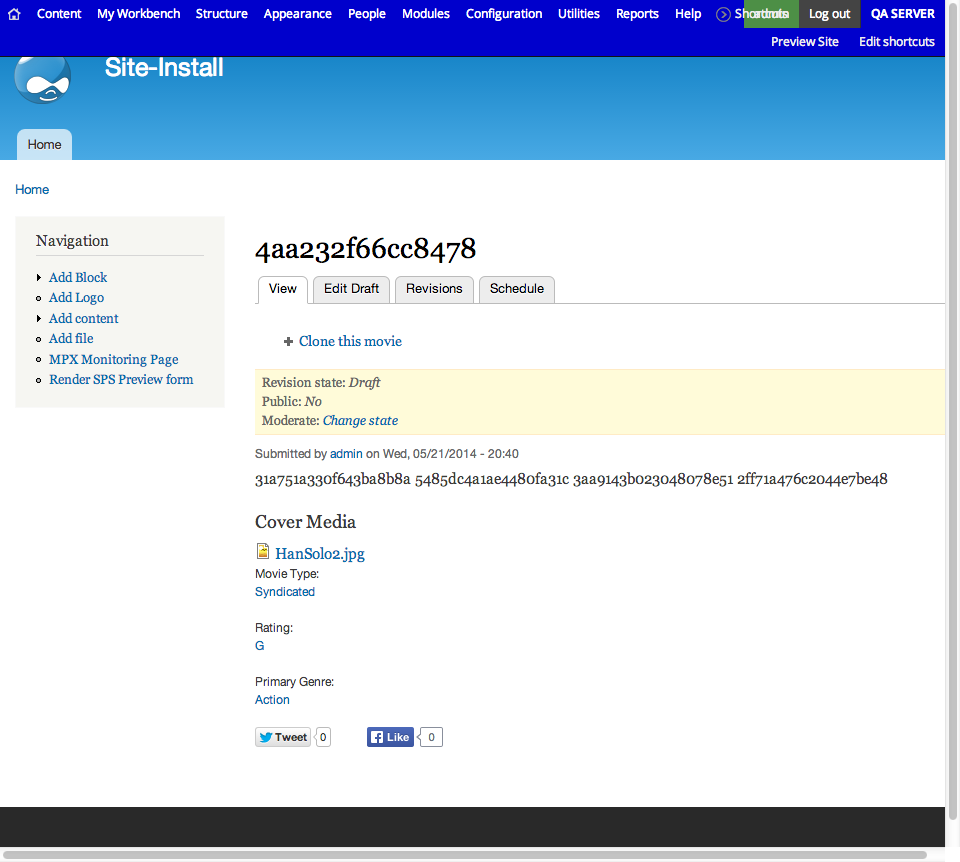 Content My Workbench Structure Appearance People Modules Configuration Utilities Reports Help Shortcuts Log out QA SERVER
Preview Site Edit shortcuts
Site-Install
Home
Home
Navigation
Add Block
Add Logo
Add content
Add file
MPX Monitoring Page
Render SPS Preview form
4aa232f66cc8478
View Edit Draft Revisions Schedule
Clone this movie
Revision state: Draft
Public: No
Moderate: Change state
Submitted by admin on Wed, 05/21/2014 - 20:40
31a751a330f643ba8b8a 5485dc4a1ae4480fa31c 3aa9143b023048078e51 2ff71a476c2044e7be48
Cover Media
HanSolo2.jpg
Movie Type:
Syndicated
Rating:
G
Primary Genre:
Action
Tweet 0 Like 0